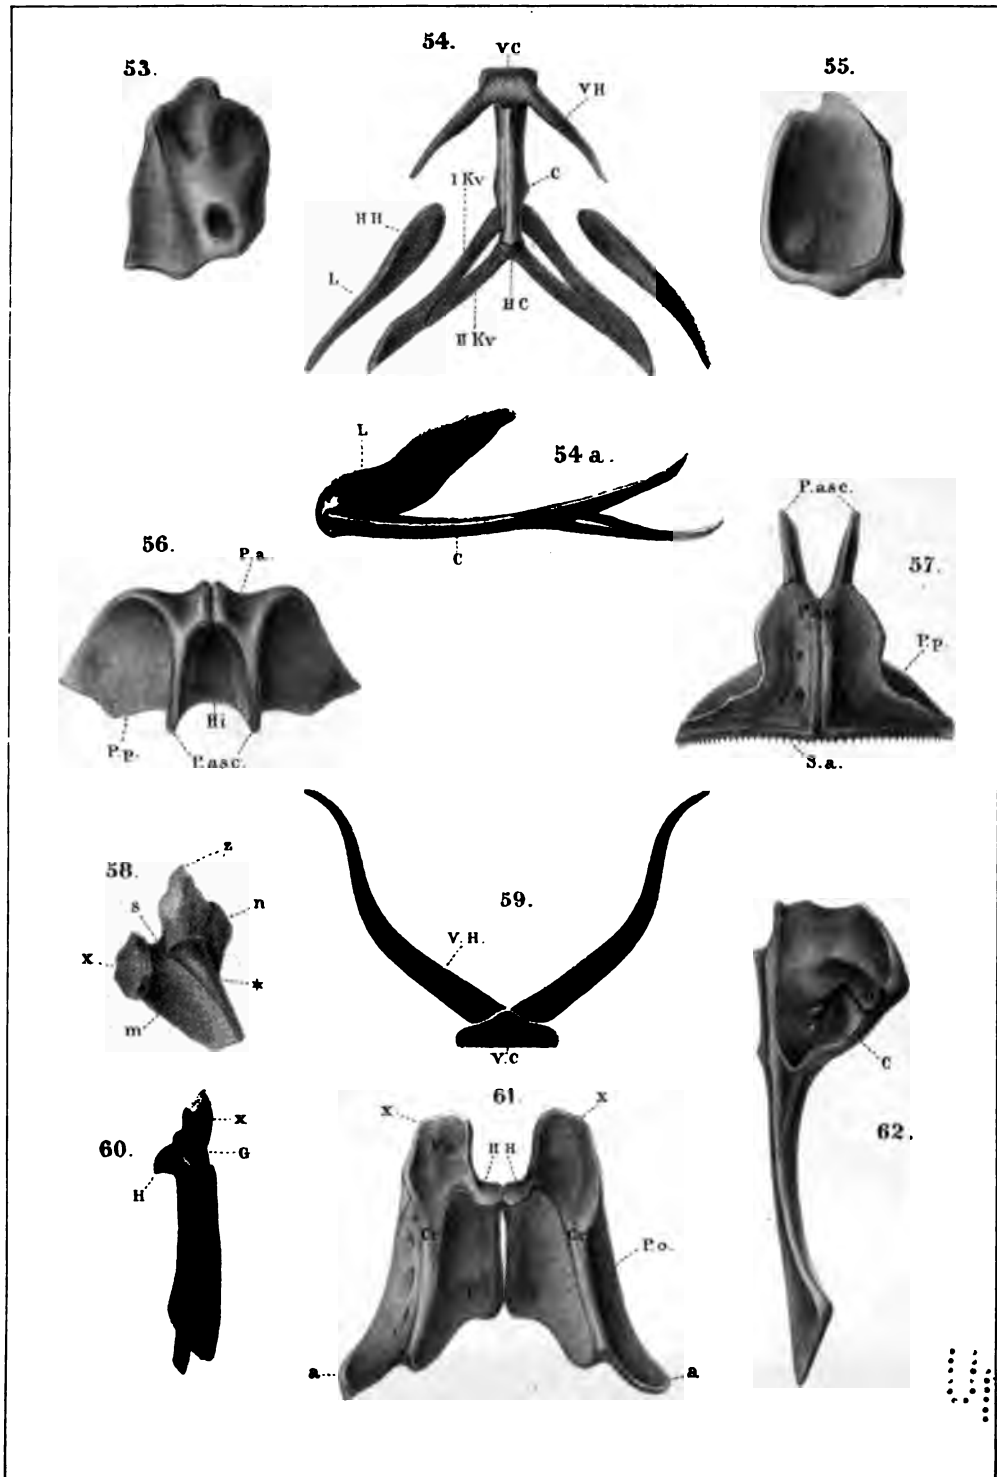 53.
54.
VC
VH
55.
I Kv
C
HH
L
HC
II Kv
L
54 a.
C
P.asc.
56.
P.a.
57.
P.p.
Hi
P.p.
P.asc.
S.a.
58.
z
s
n
x
*
m
59.
V.H.
V.C
C
62.
60.
x
G
H
61.
x
x
H H
Cr
Cr
P.o.
a
a